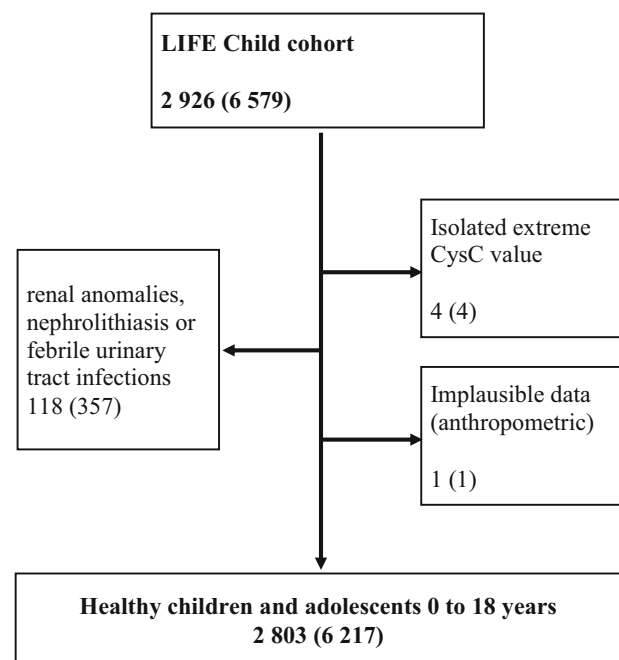 LIFE Child cohort
2 926 (6 579)
Isolated extreme
CysC value
4 (4)
renal anomalies,
nephrolithiasis or
febrile urinary
tract infections
118 (357)
Implausible data
(anthropometric)
1 (1)
Healthy children and adolescents 0 to 18 years
2 803 (6 217)